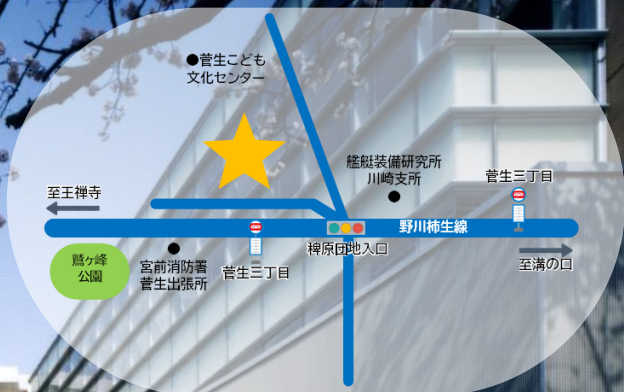 ●菅生こども
文化センター
艦艇装備研究所
川崎支所
菅生三丁目
至王禅寺
野川柿生線
稗原団地入口
至溝の口
鷲ヶ峰
公園
宮前消防署
菅生出張所
菅生三丁目